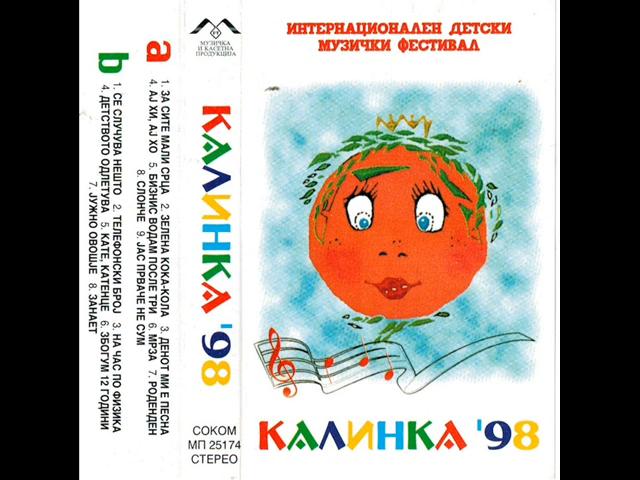 a
1. ЗА СИТЕ МАЛИ СРЦА 2. ЗЕЛЕНА КОКА-КОЛА 3. ДЕНОТ МИ Е ПЕСНА
4. АЈ ХИ, АЈ ХО 5. БИЗНИС ВОДАМ ПОСЛЕ ТРИ 6. МРЗА 7. РОДЕНДЕН
8. СЛОНЧЕ 9. ЈАС ПРВАЧЕ НЕ СУМ
b
1. СЕ СЛУЧУВА НЕШТО 2. ТЕЛЕФОНСКИ БРОЈ 3. НА ЧАС ПО ФИЗИКА
4. ДЕТСТВОТО ОДЛЕТУВА 5. КАТЕ, КАТЕНЦЕ 6. ЗБОГУМ 12 ГОДИНИ
7. ЈУЖНО ОВОШЈЕ 8. ЗАНАЕТ
МУЗИЧКА
И КАСЕТНА
ПРОДУКЦИЈА
КАЛИНКА '98
СОКОМ
МП 25174
СТЕРЕО
ИНТЕРНАЦИОНАЛЕН ДЕТСКИ
МУЗИЧКИ ФЕСТИВАЛ
КАЛИНКА '98